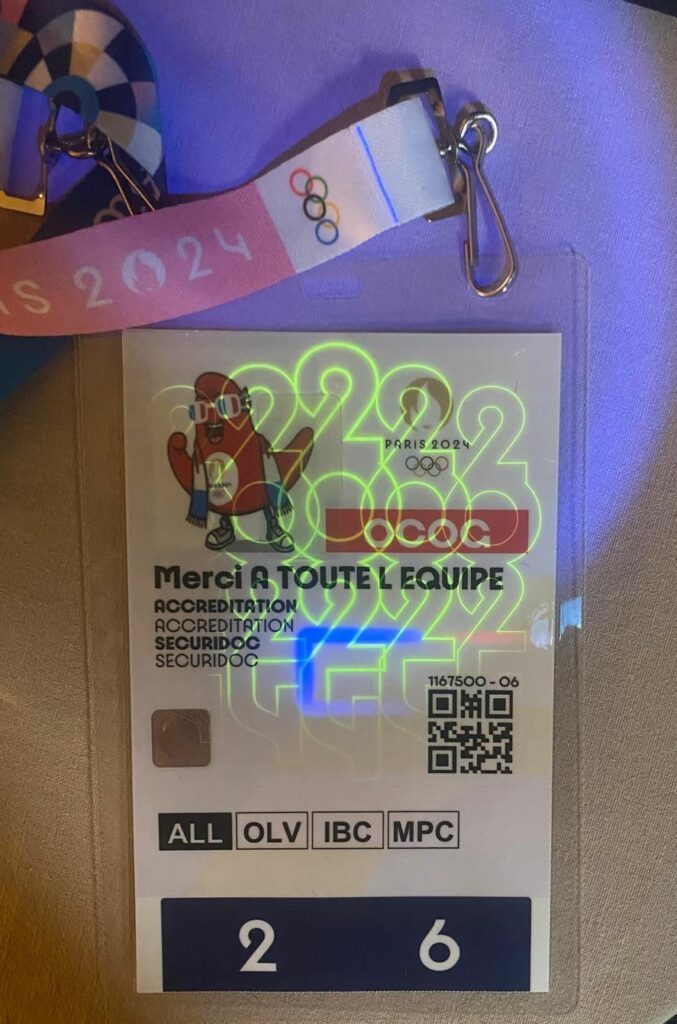 PARIS 2024
PARIS 2024
OCOG
Merci A TOUTE L EQUIPE
ACCREDITATION
ACCREDITATION
SECURIDOC
SECURIDOC
1167500 - 06
ALL OLV IBC MPC
2 6